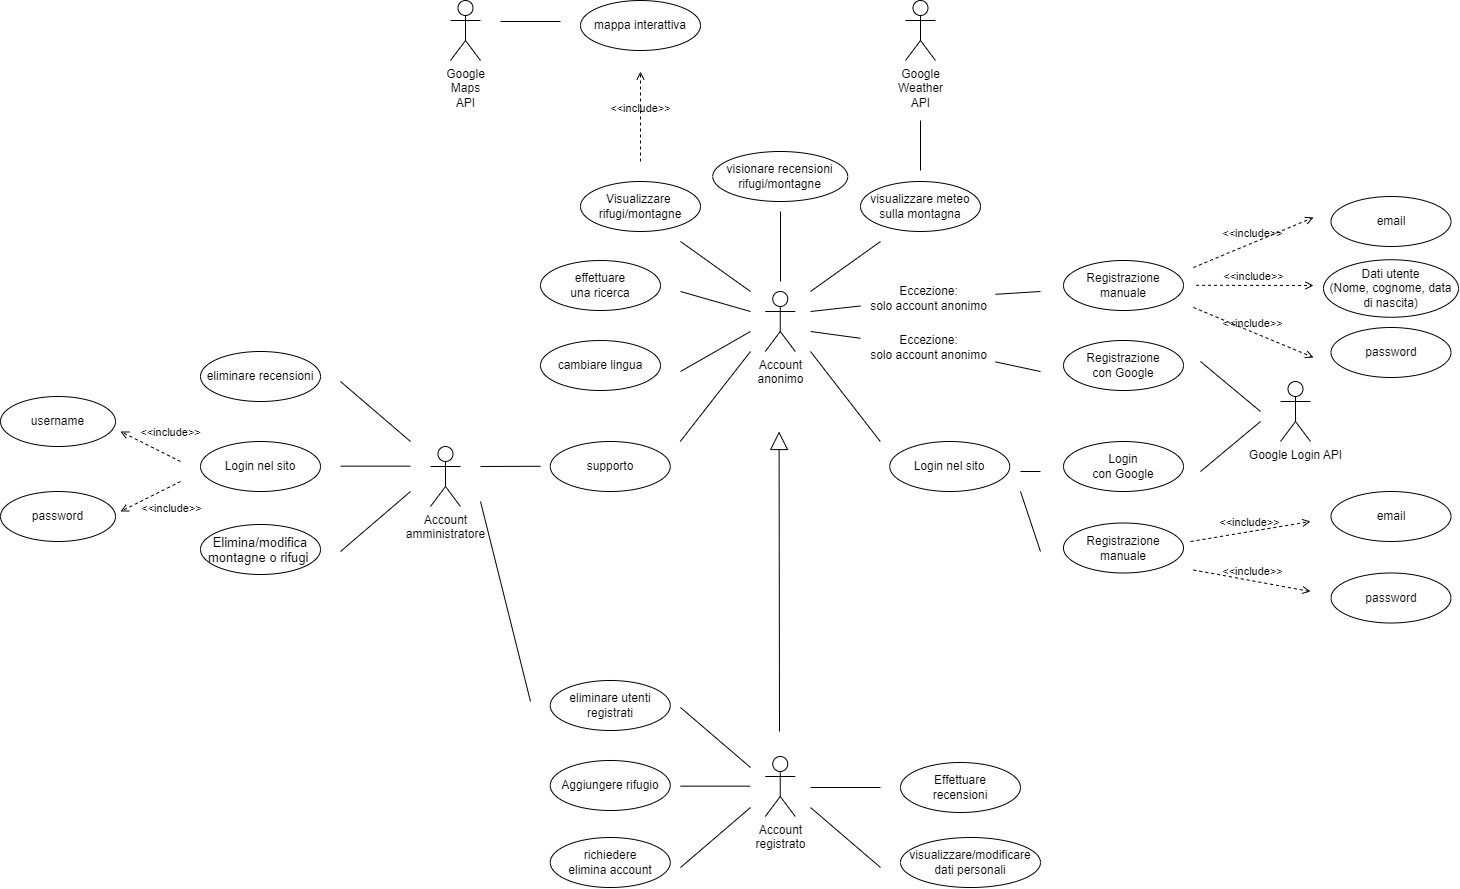 mappa interattiva
Google
Maps
API
Google
Weather
API
<<include>>
visionare recensioni
rifugi/montagne
Visualizzare
rifugi/montagne
visualizzare meteo
sulla montagna
email
<<include>>
effettuare
una ricerca
Eccezione:
solo account anonimo
Registrazione
manuale
<<include>>
Dati utente
(Nome, cognome, data
di nascita)
<<include>>
Eccezione:
solo account anonimo
password
cambiare lingua
Account
anonimo
Registrazione
con Google
eliminare recensioni
username
<<include>>
Google Login API
Login nel sito
supporto
Login nel sito
Login
con Google
password
<<include>>
Account
amministratore
<<include>>
email
Elimina/modifica
montagne o rifugi
Registrazione
manuale
<<include>>
password
eliminare utenti
registrati
Aggiungere rifugio
Effettuare
recensioni
Account
registrato
richiedere
elimina account
visualizzare/modificare
dati personali